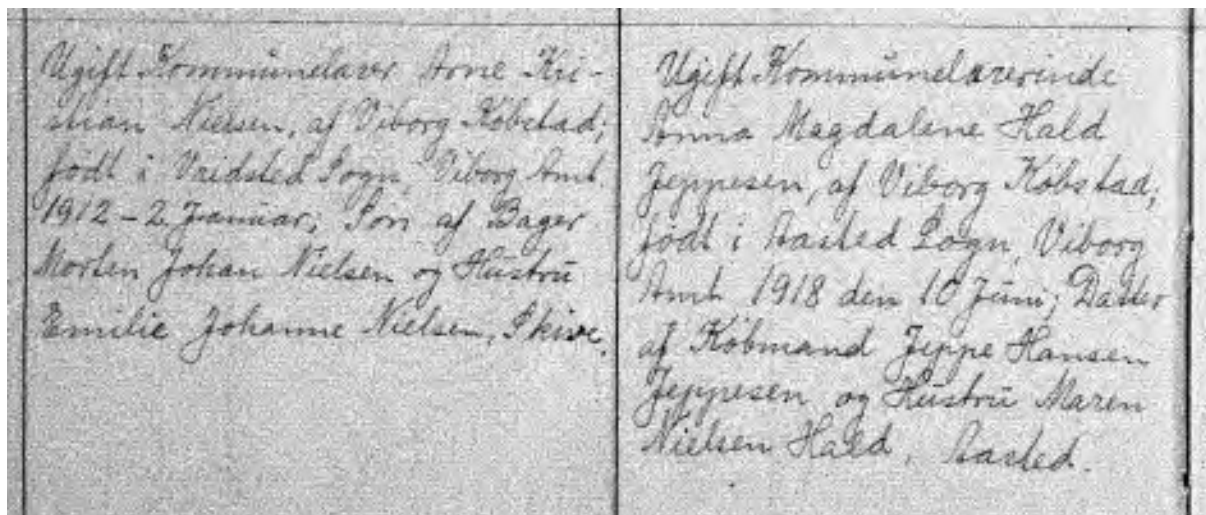 Ugift Kommunelærer Arne Kri-
stian Nielsen, af Viborg Købstad;
født i Vridsted Sogn, Viborg Amt.
1912 - 2. Januar; Søn af Bager
Morten Johan Nielsen og Hustru
Emilie Johanne Nielsen, Skive.
Ugift Kommunelærerinde
Anna Magdalene Hald
Jeppesen, af Viborg Købstad;
født i Aasted Sogn, Viborg
Amt 1918 den 10 Juni; Datter
af Købmand Jeppe Hansen
Jeppesen og Hustru Maren
Nielsen Hald, Aasted.